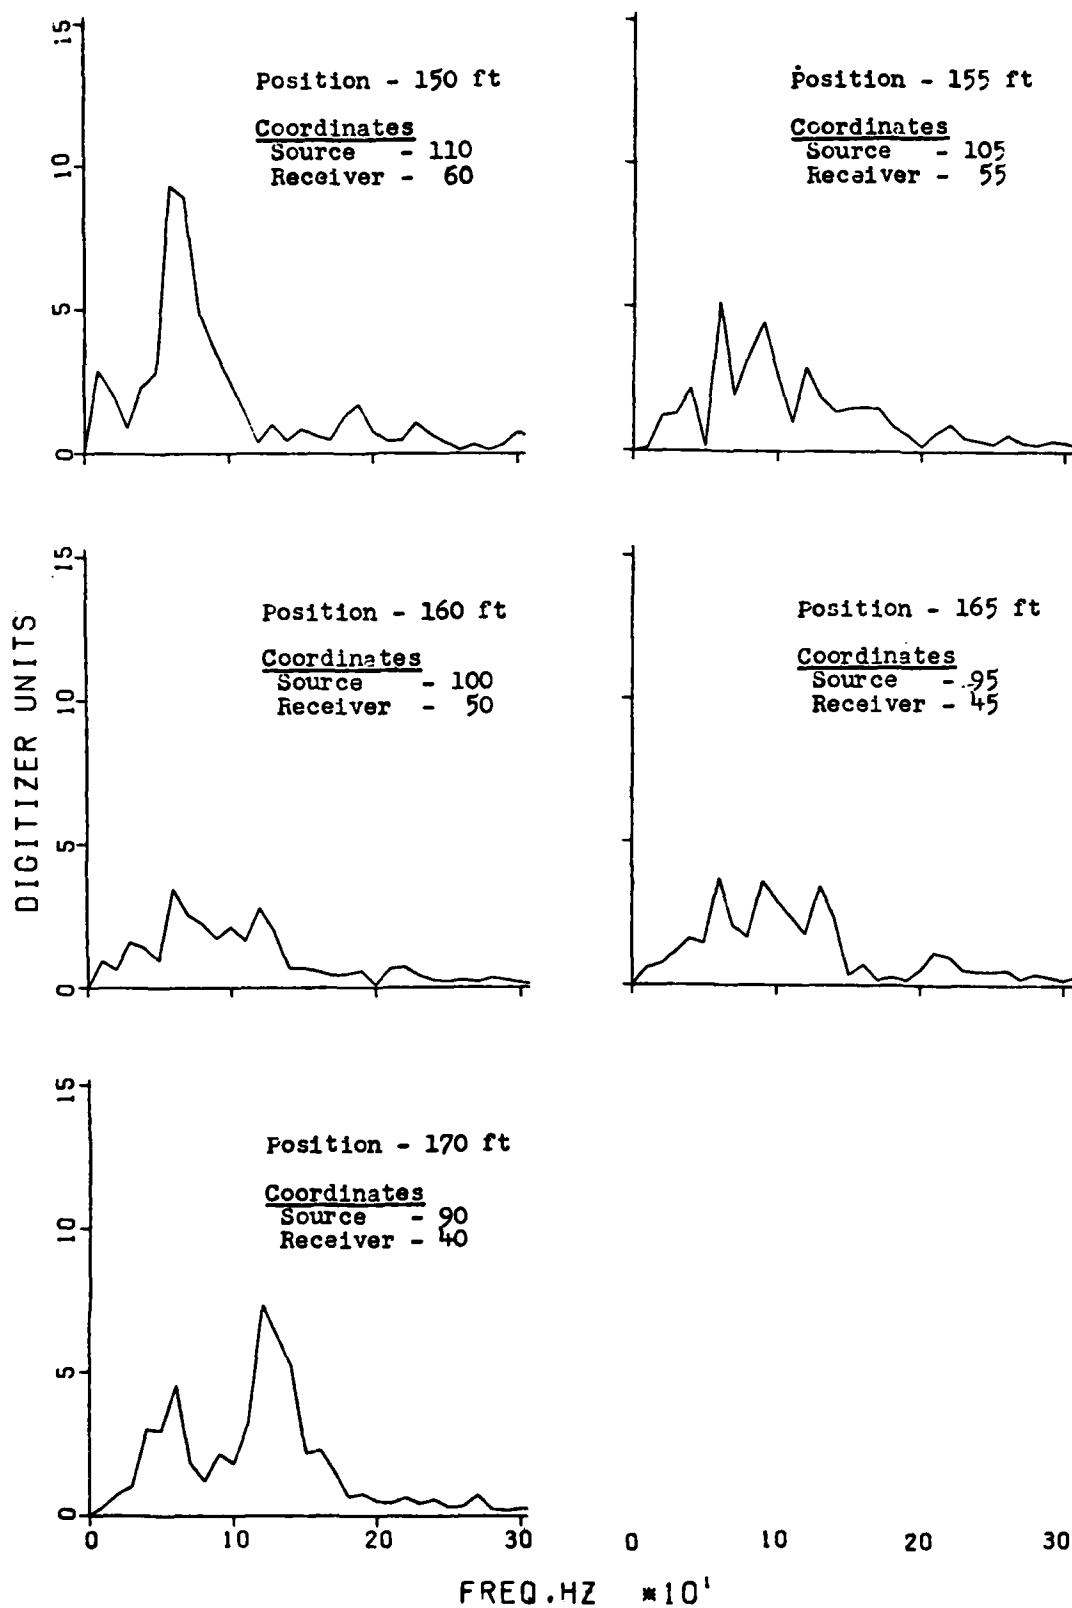 15
10
5
0
Position - 150 ft
Coordinates
Source - 110
Receiver - 60
Position - 155 ft
Coordinates
Source - 105
Receiver - 55
DIGITIZER UNITS
15
10
5
0
Position - 160 ft
Coordinates
Source - 100
Receiver - 50
Position - 165 ft
Coordinates
Source - 95
Receiver - 45
15
10
5
0
Position - 170 ft
Coordinates
Source - 90
Receiver - 40
0 10 20 30
0 10 20 30
FREQ.HZ *10¹